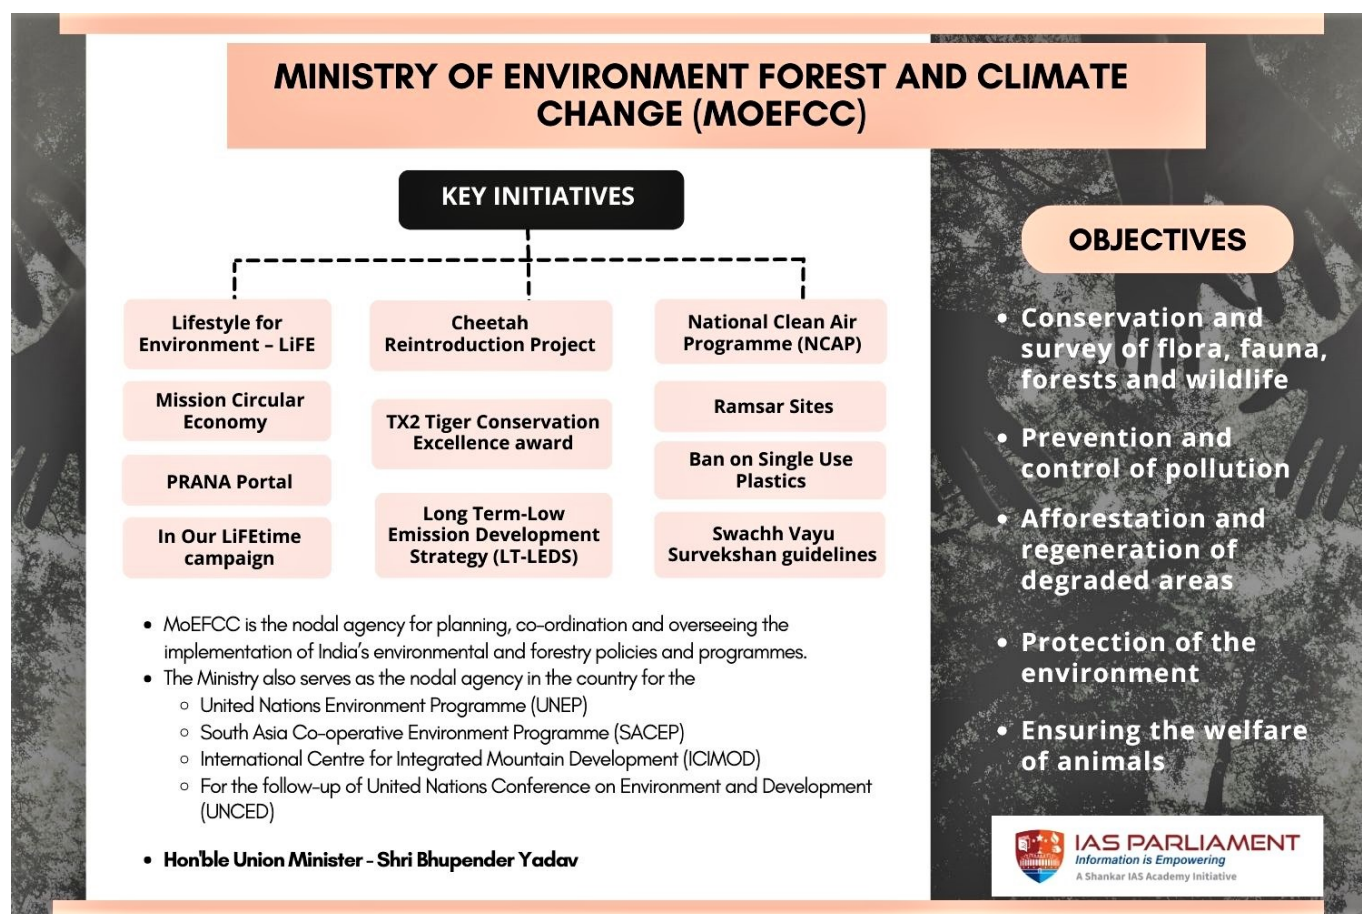 MINISTRY OF ENVIRONMENT FOREST AND CLIMATE
CHANGE (MOEFCC)
KEY INITIATIVES
Lifestyle for
Environment – LiFE
Mission Circular
Economy
PRANA Portal
In Our LiFEtime
campaign
Cheetah
Reintroduction Project
TX2 Tiger Conservation
Excellence award
Long Term-Low
Emission Development
Strategy (LT-LEDS)
National Clean Air
Programme (NCAP)
Ramsar Sites
Ban on Single Use
Plastics
Swachh Vayu
Survekshan guidelines
• MoEFCC is the nodal agency for planning, co-ordination and overseeing the
implementation of India's environmental and forestry policies and programmes.
• The Ministry also serves as the nodal agency in the country for the
○ United Nations Environment Programme (UNEP)
○ South Asia Co-operative Environment Programme (SACEP)
○ International Centre for Integrated Mountain Development (ICIMOD)
○ For the follow-up of United Nations Conference on Environment and Development
(UNCED)
• Hon'ble Union Minister - Shri Bhupender Yadav
OBJECTIVES
• Conservation and
survey of flora, fauna,
forests and wildlife
• Prevention and
control of pollution
• Afforestation and
regeneration of
degraded areas
• Protection of the
environment
• Ensuring the welfare
of animals
IAS PARLIAMENT
Information is Empowering
A Shankar IAS Academy Initiative